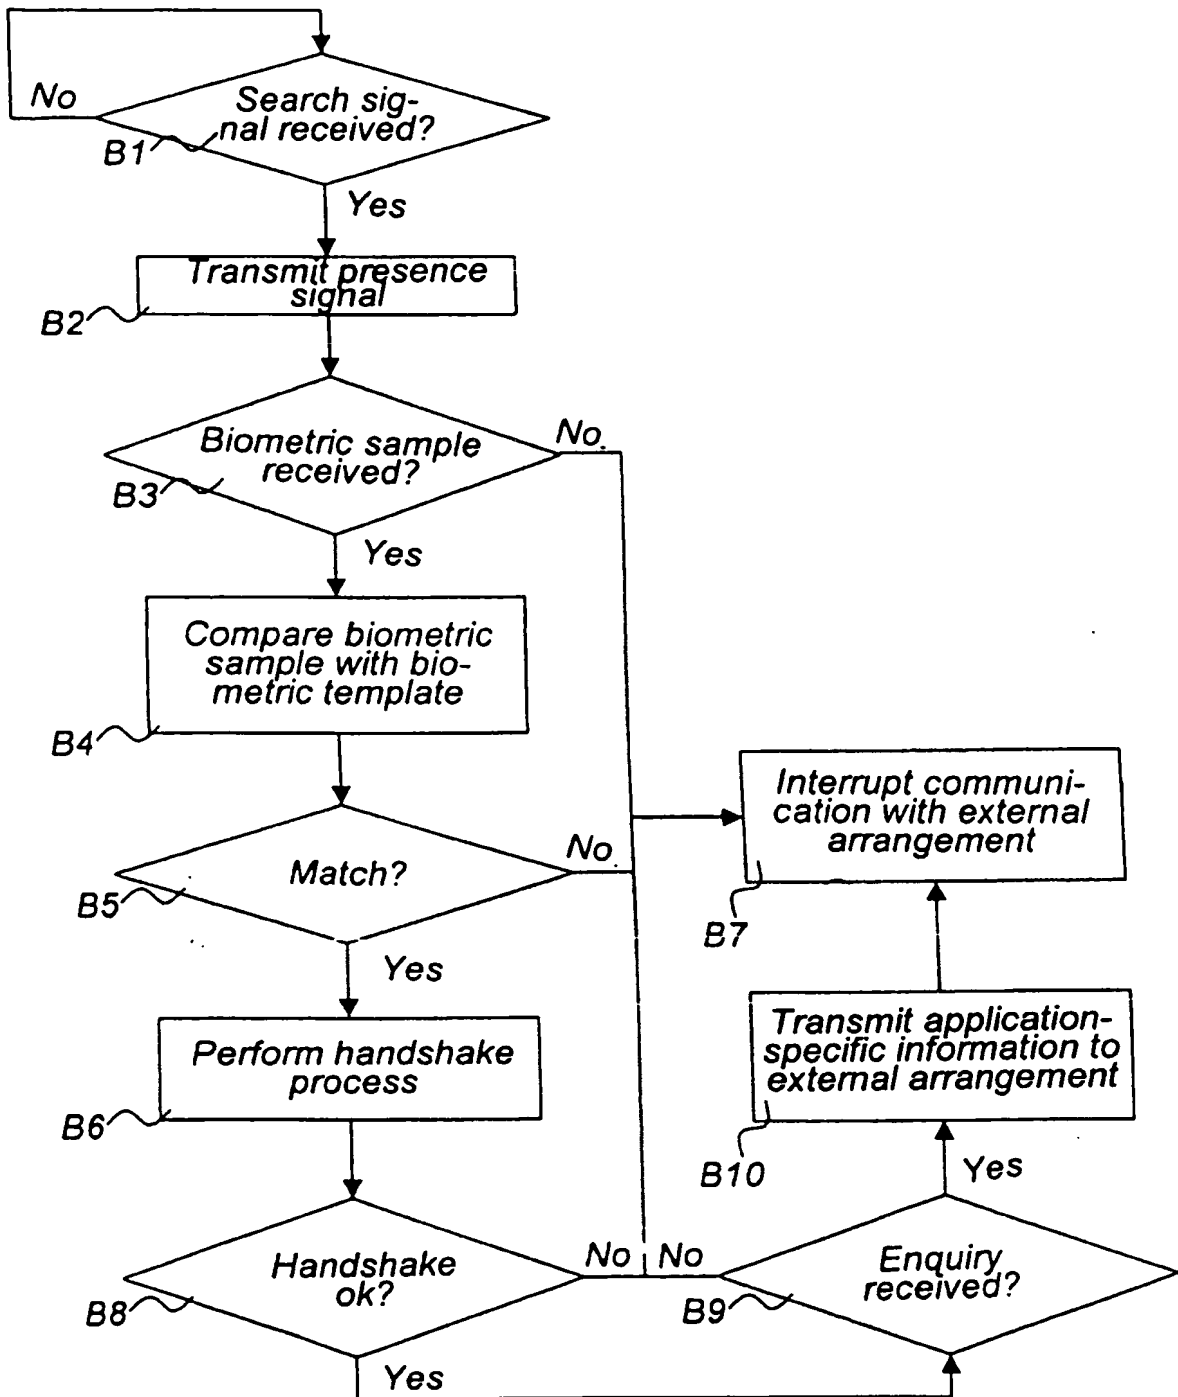 No
Search sig-
nal received?
B1
Yes
Transmit presence
signal
B2
Biometric sample
received?
No
B3
Yes
Compare biometric
sample with bio-
metric template
B4
Match?
No
B5
Yes
Perform handshake
process
B6
Handshake
ok?
No
B8
Yes
No
Enquiry
received?
B9
Yes
Transmit application-
specific information to
external arrangement
B10
Interrupt communi-
cation with external
arrangement
B7